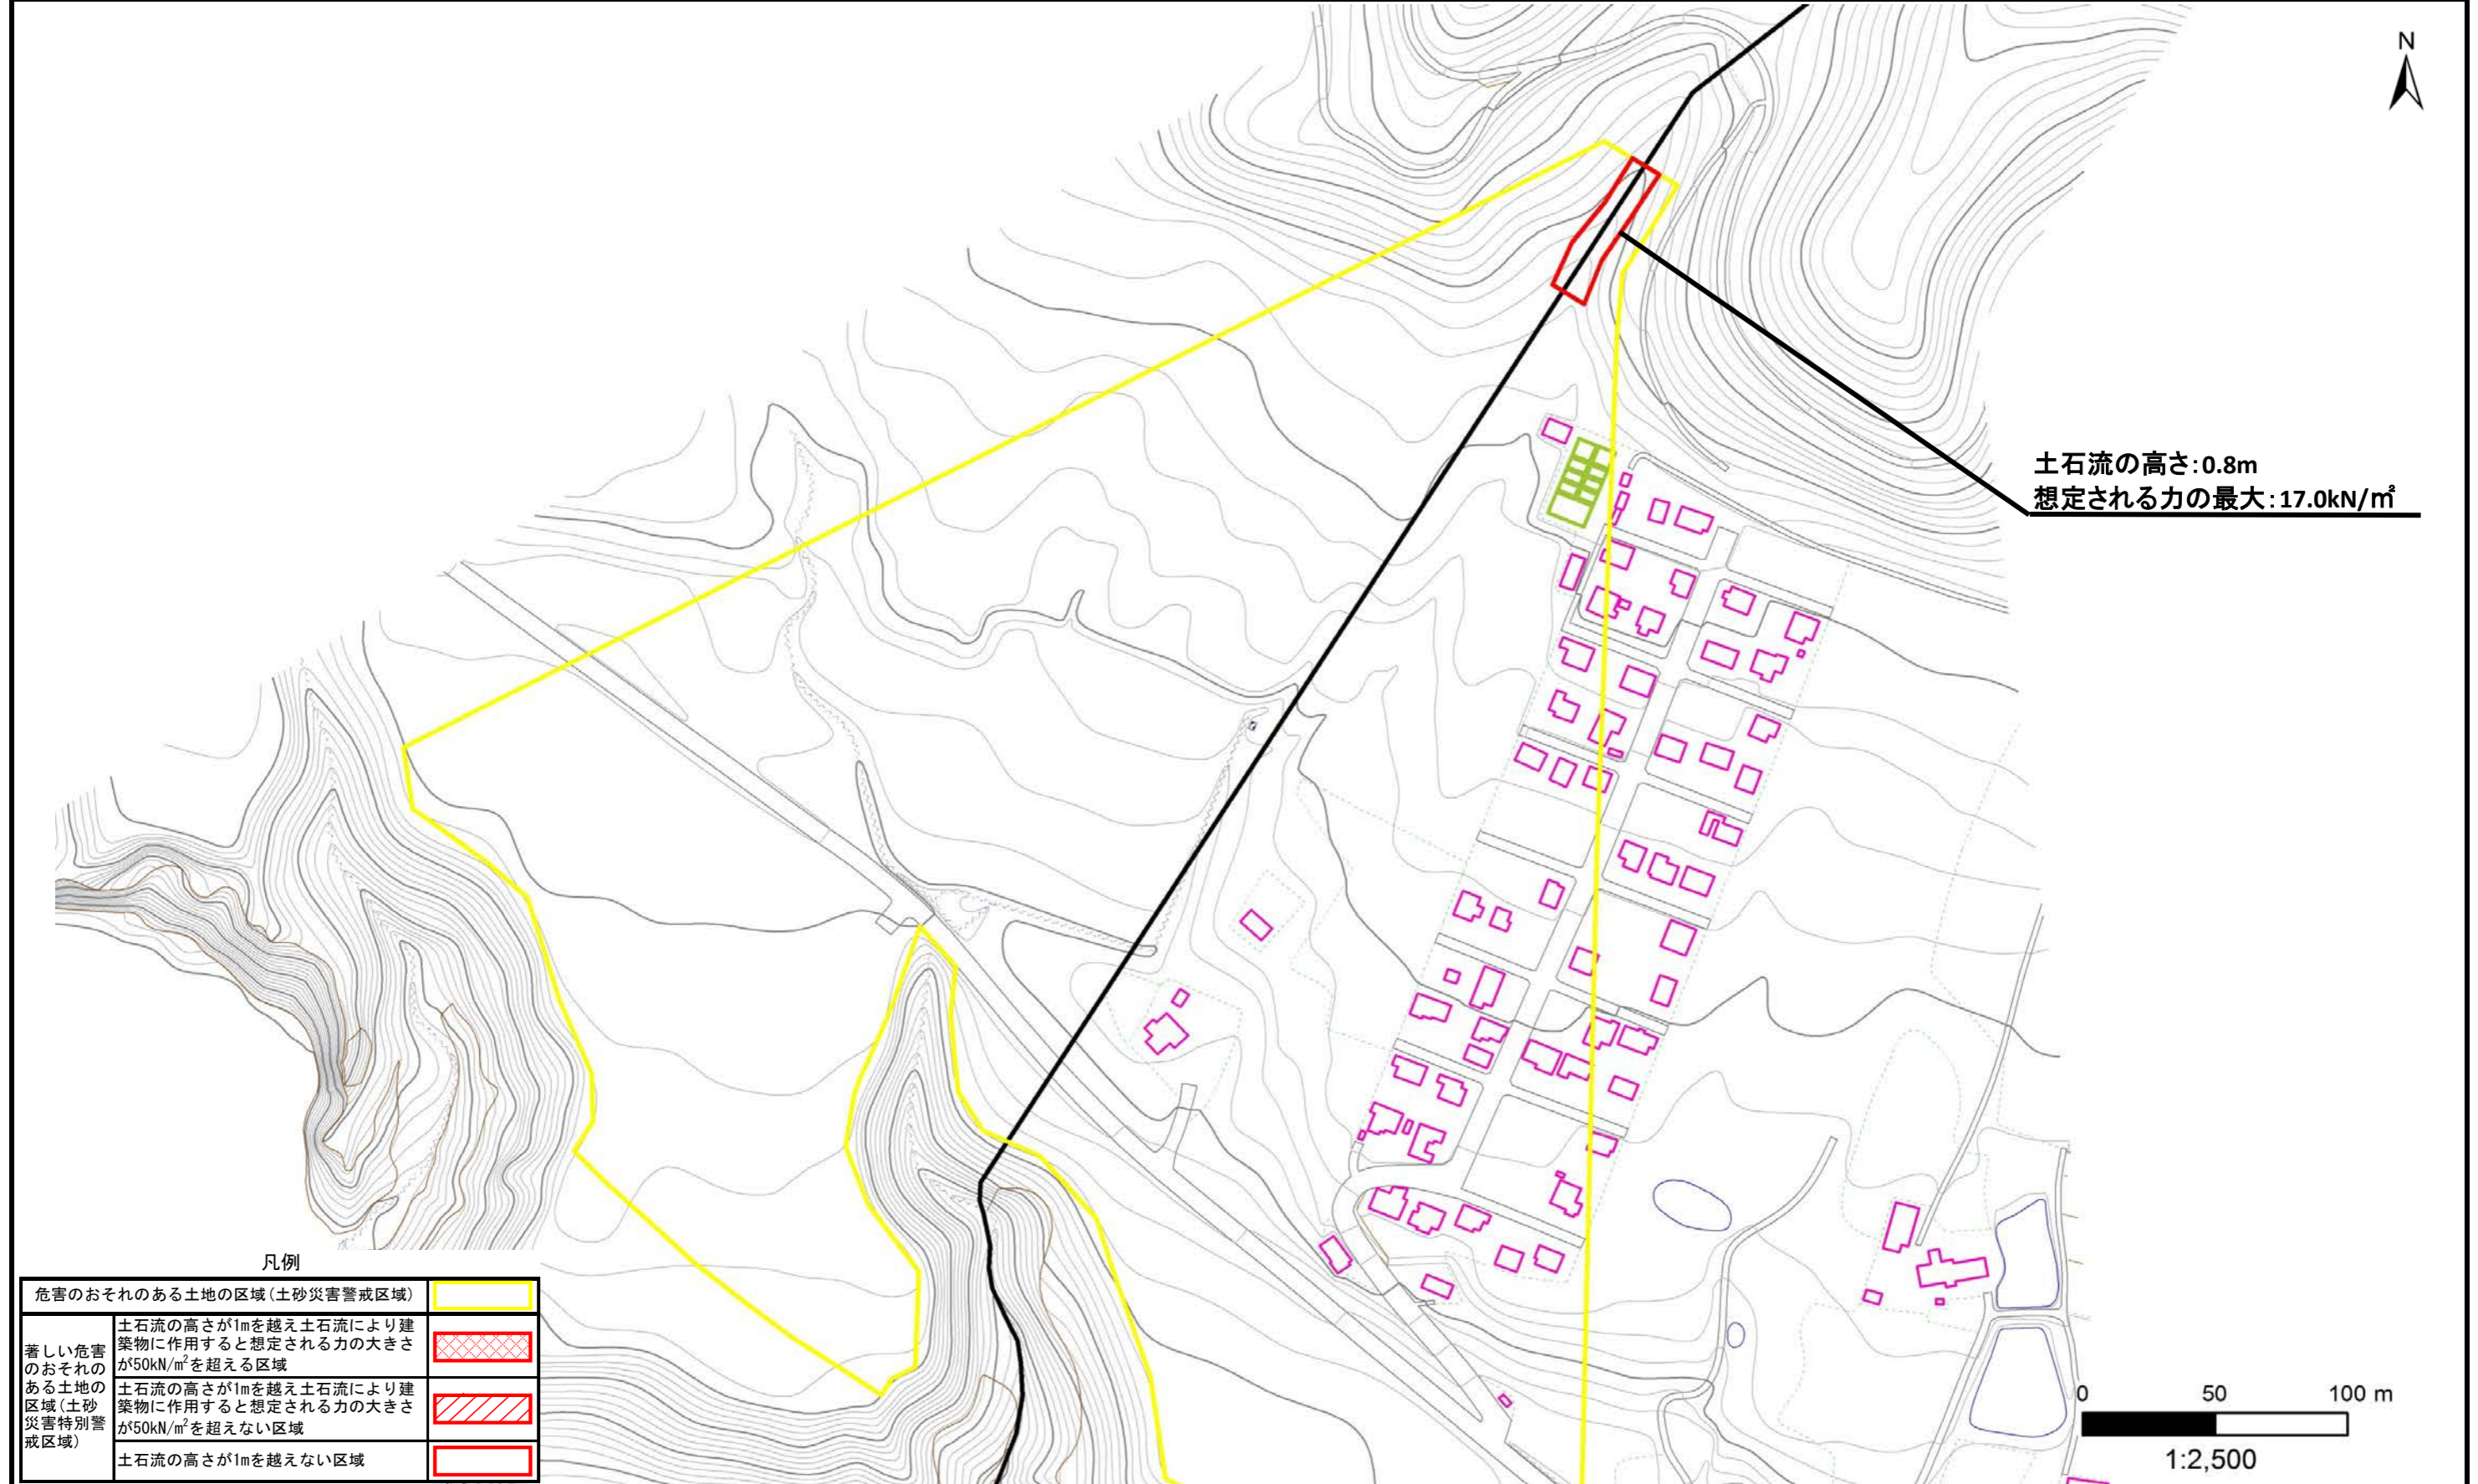 N
土石流の高さ:0.8m
想定される力の最大:17.0kN/㎡
凡例
危害のおそれのある土地の区域(土砂災害警戒区域)
著しい危害
のおそれの
ある土地の
区域(土砂
災害特別警
戒区域)
土石流の高さが1mを越え土石流により建
築物に作用すると想定される力の大きさ
が50kN/m²を超える区域
土石流の高さが1mを越え土石流により建
築物に作用すると想定される力の大きさ
が50kN/m²を超えない区域
土石流の高さが1mを越えない区域
0 50 100 m
1:2,500